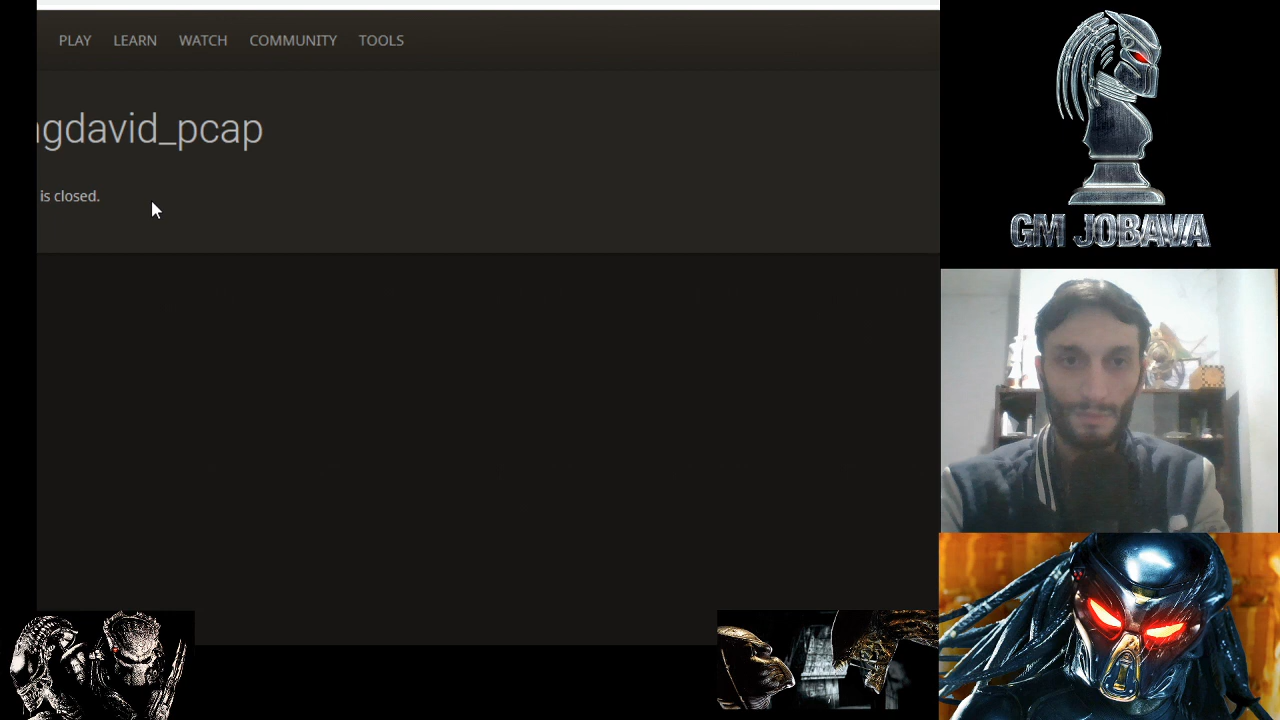 PLAY LEARN WATCH COMMUNITY TOOLS
gdavid_pcap
is closed.
GM JOBAVA